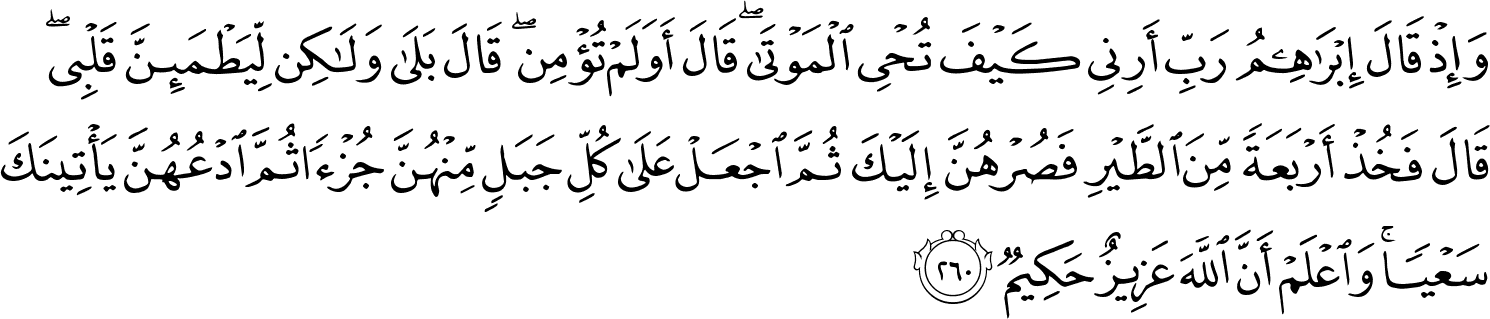 وَإِذْ قَالَ إِبْرَٰهِـۧمُ رَبِّ أَرِنِى كَيْفَ تُحْىِ ٱلْمَوْتَىٰ ۖ قَالَ أَوَلَمْ تُؤْمِن ۖ قَالَ بَلَىٰ وَلَـٰكِن لِّيَطْمَئِنَّ قَلْبِى ۖ
قَالَ فَخُذْ أَرْبَعَةً مِّنَ ٱلطَّيْرِ فَصُرْهُنَّ إِلَيْكَ ثُمَّ ٱجْعَلْ عَلَىٰ كُلِّ جَبَلٍ مِّنْهُنَّ جُزْءًا ثُمَّ ٱدْعُهُنَّ يَأْتِينَكَ
سَعْيًا ۚ وَٱعْلَمْ أَنَّ ٱللَّهَ عَزِيزٌ حَكِيمٌ ٢٦٠